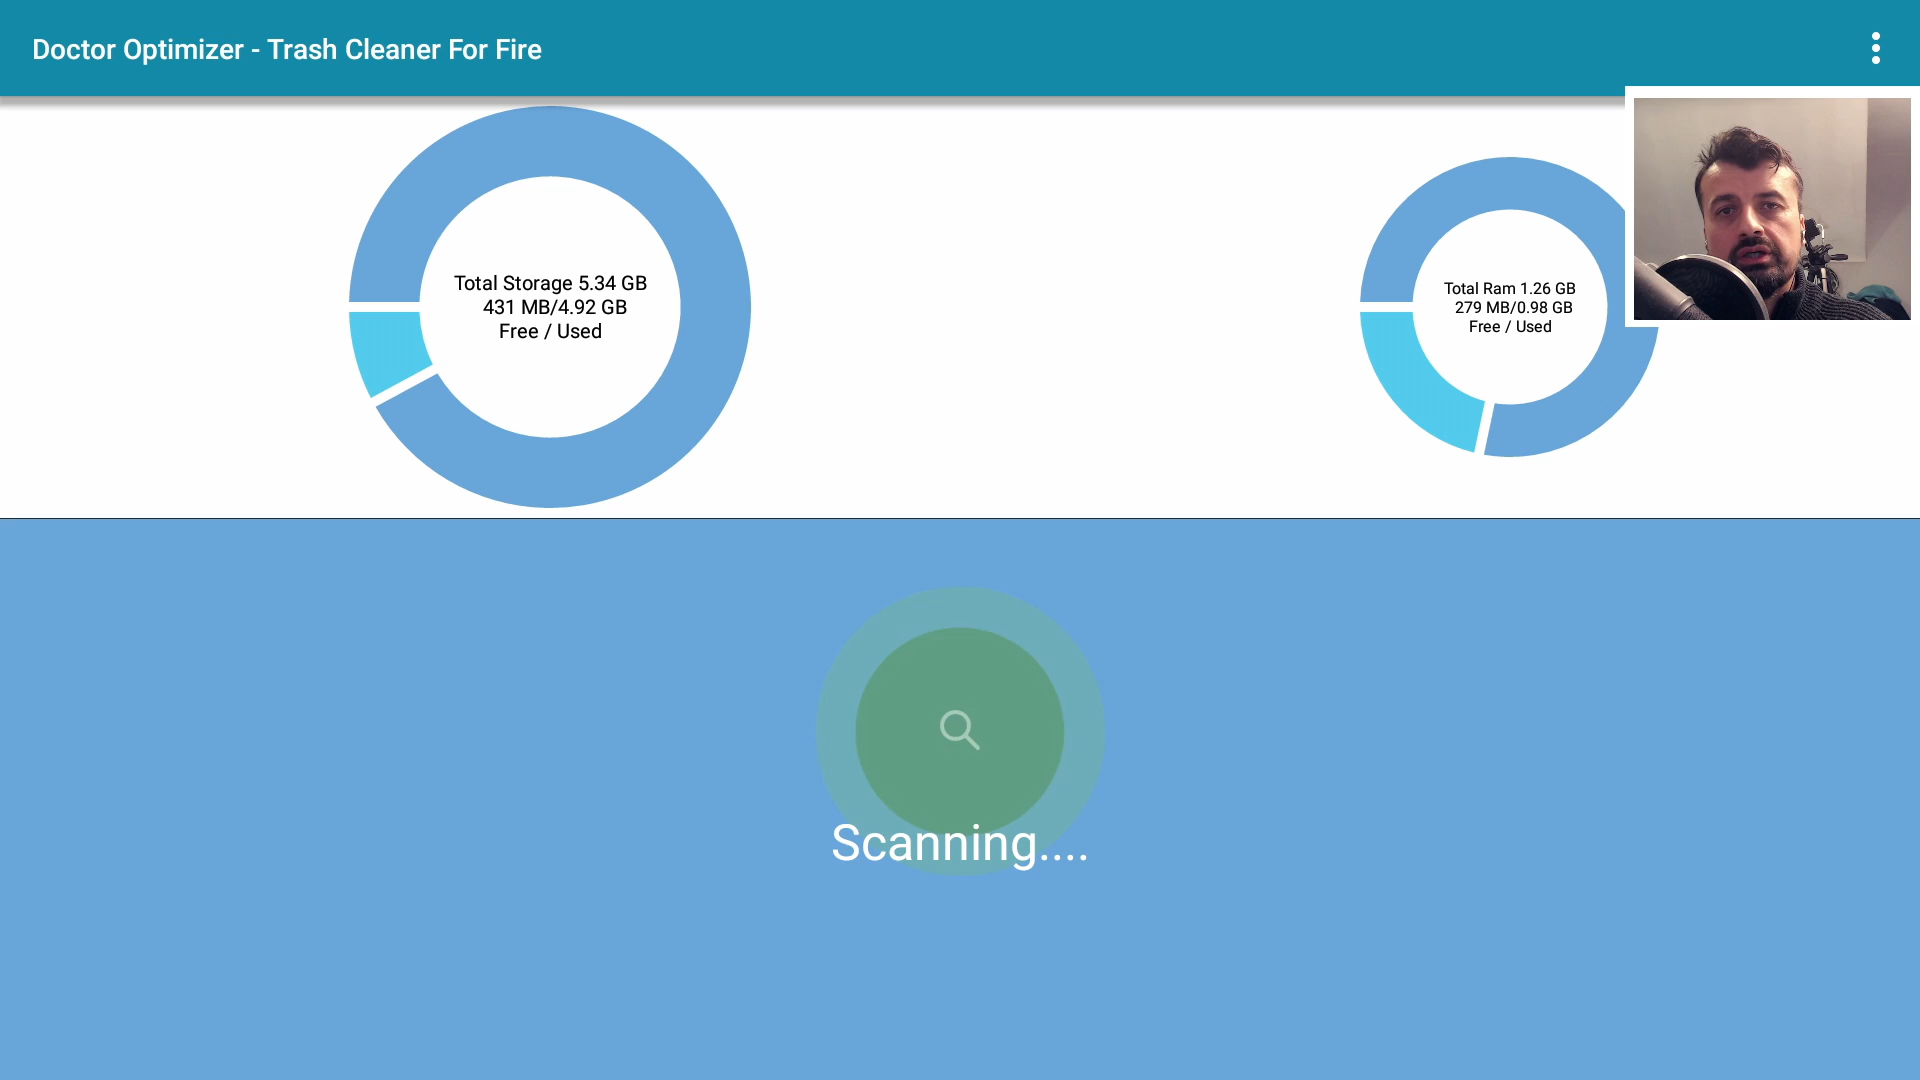 Doctor Optimizer - Trash Cleaner For Fire
Total Storage 5.34 GB
431 MB/4.92 GB
Free / Used
Total Ram 1.26 GB
279 MB/0.98 GB
Free / Used
Scanning....